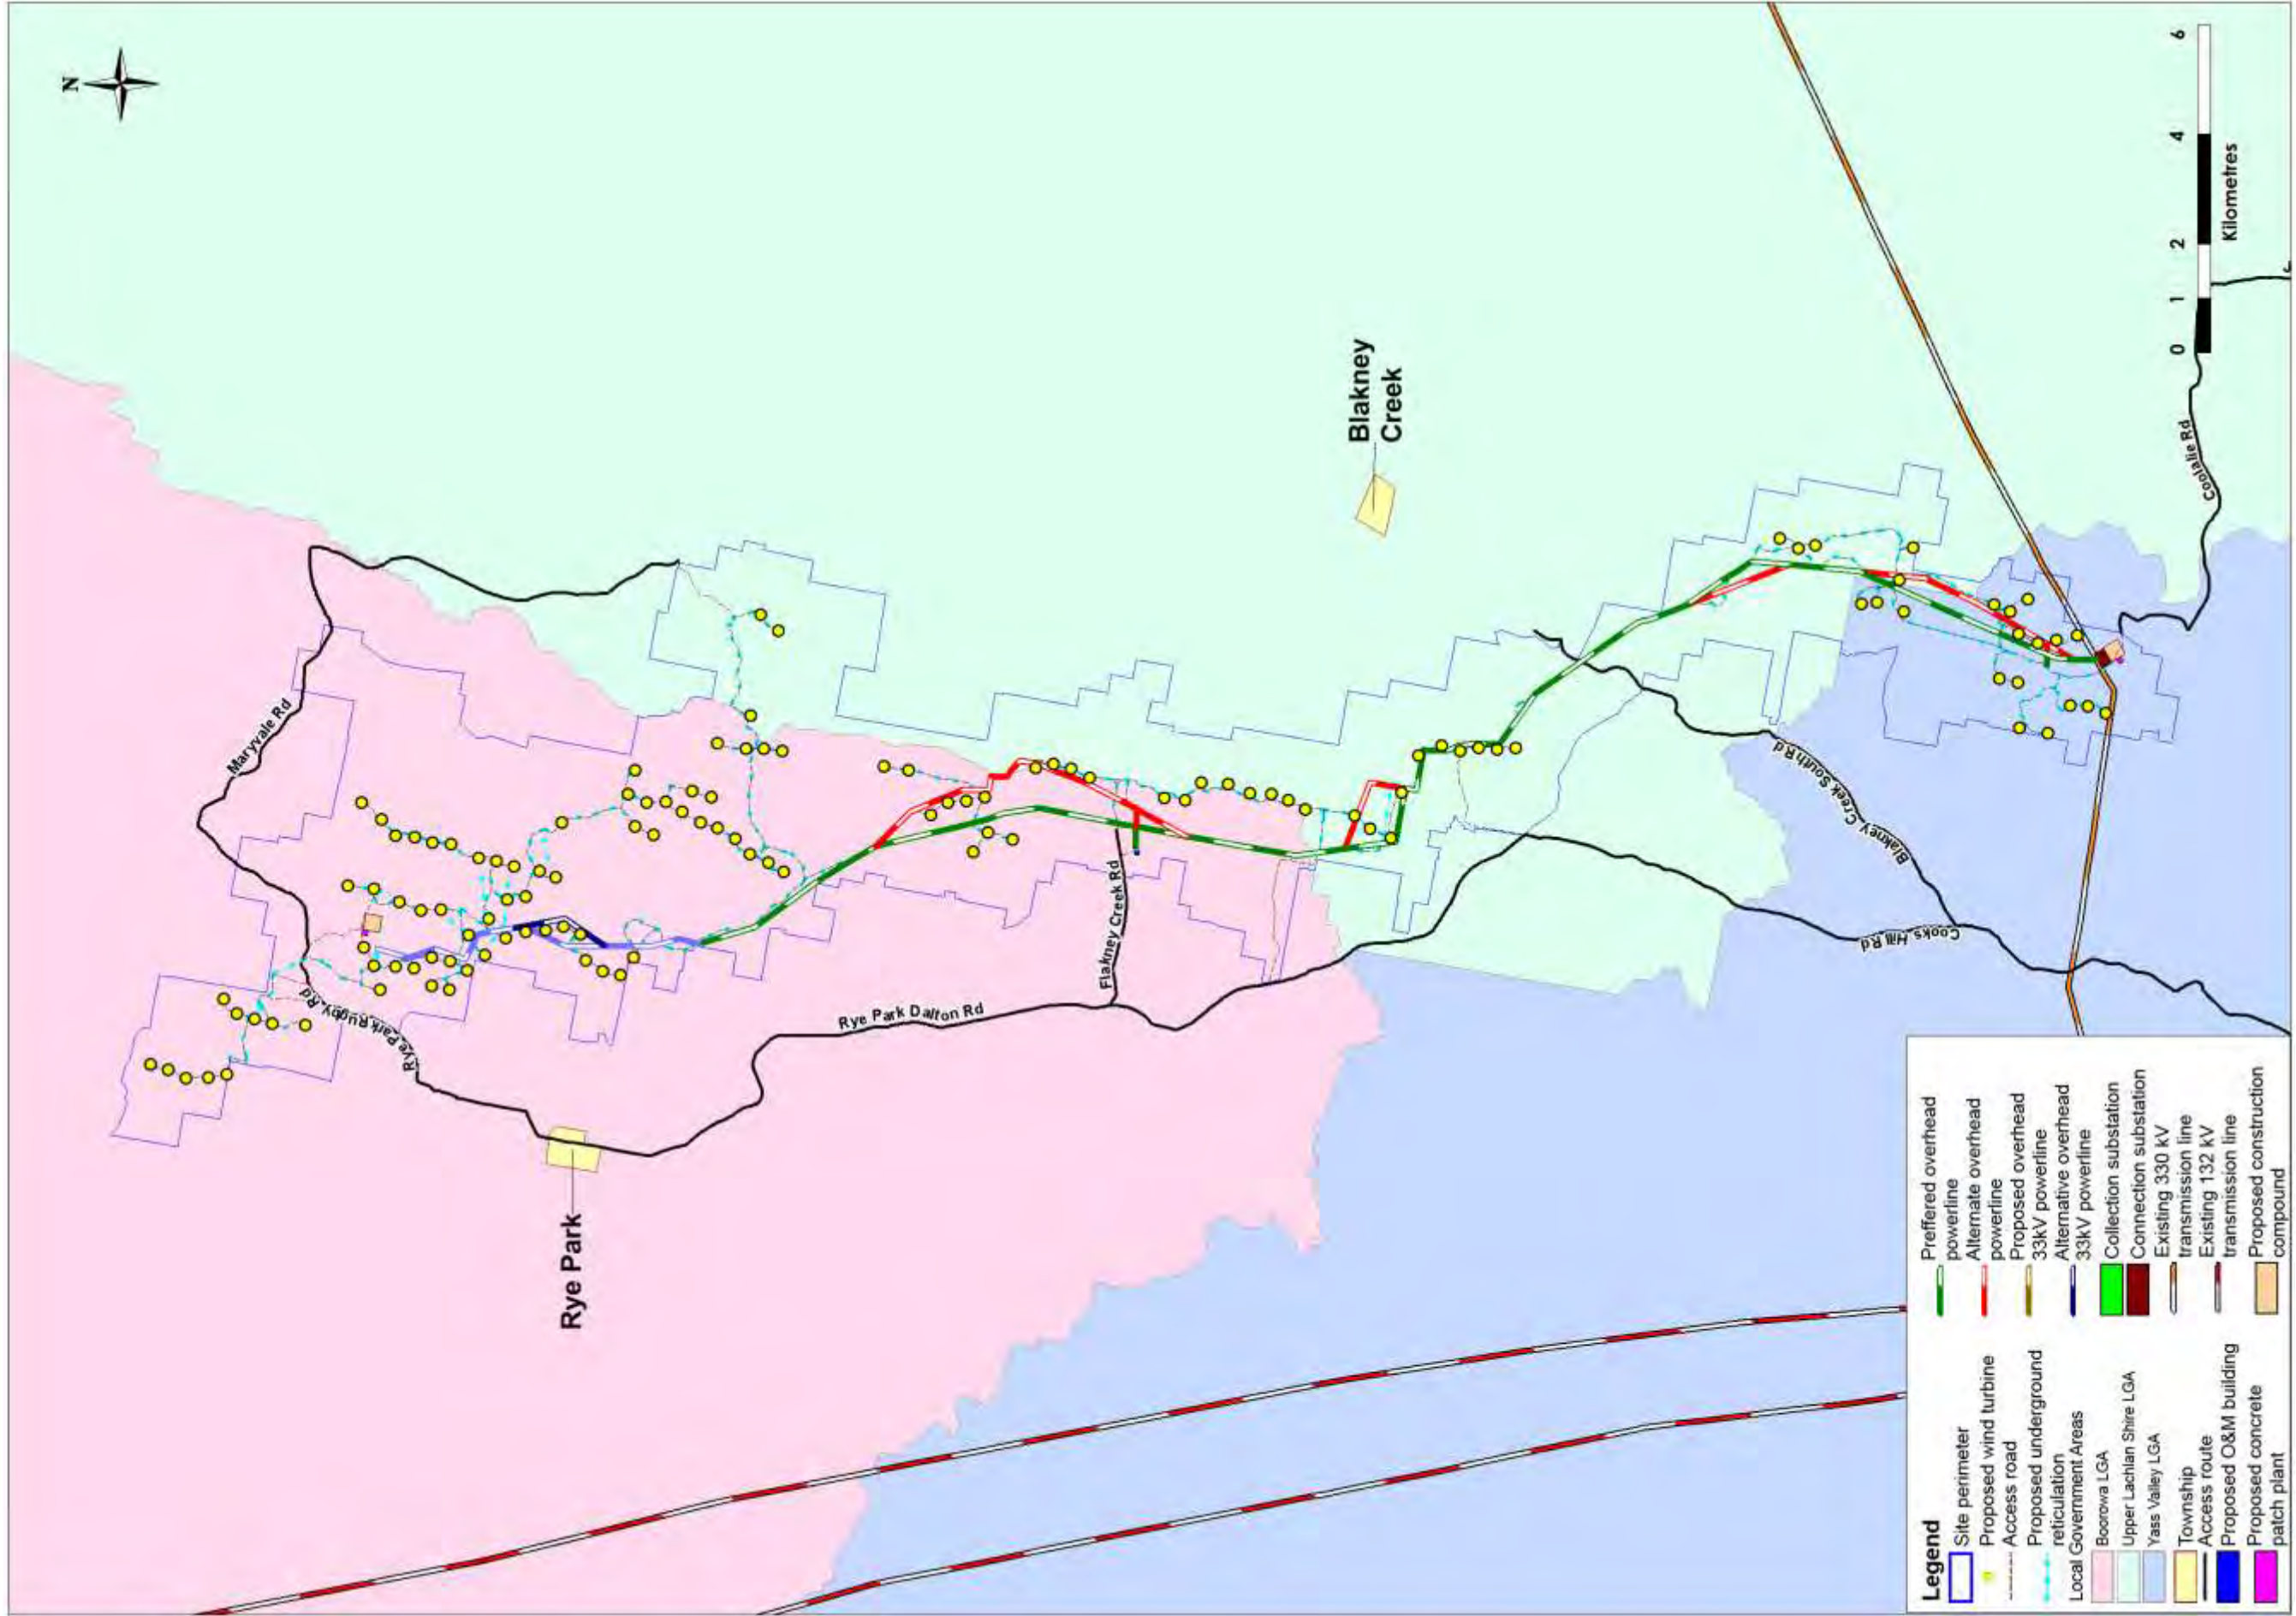 N
Maryvale Rd
Rye Park Rugby Rd
Rye Park
Rye Park Dalton Rd
Flakney Creek Rd
Blakney
Creek
Blakney Creek South Rd
Cooks Hill Rd
Coolalie Rd
0 1 2 4 6
Kilometres
Legend
Site perimeter
Proposed wind turbine
Access road
Proposed underground
reticulation
Local Government Areas
Boorowa LGA
Upper Lachlan Shire LGA
Yass Valley LGA
Township
Access route
Proposed O&M building
Proposed concrete
patch plant
Preffered overhead
powerline
Alternate overhead
powerline
Proposed overhead
33kV powerline
Alternative overhead
33kV powerline
Collection substation
Connection substation
Existing 330 kV
transmission line
Existing 132 kV
transmission line
Proposed construction
compound